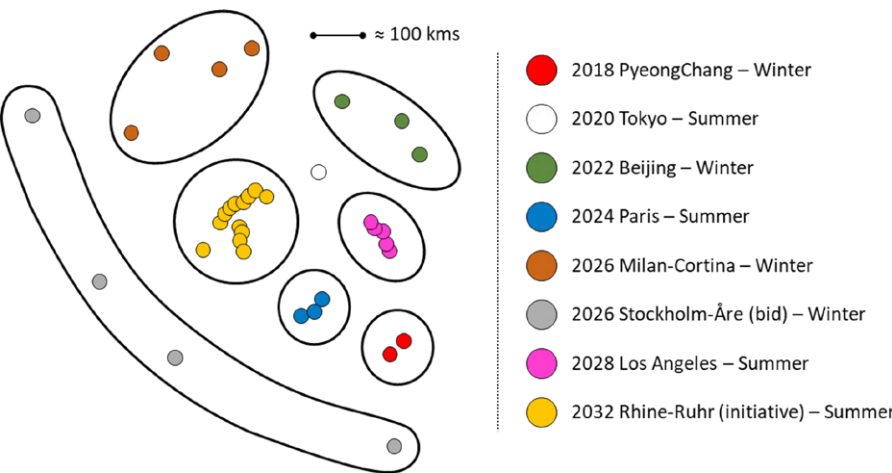 ≈ 100 kms
2018 PyeongChang – Winter
2020 Tokyo – Summer
2022 Beijing – Winter
2024 Paris – Summer
2026 Milan-Cortina – Winter
2026 Stockholm-Åre (bid) – Winter
2028 Los Angeles – Summer
2032 Rhine-Ruhr (initiative) – Summer